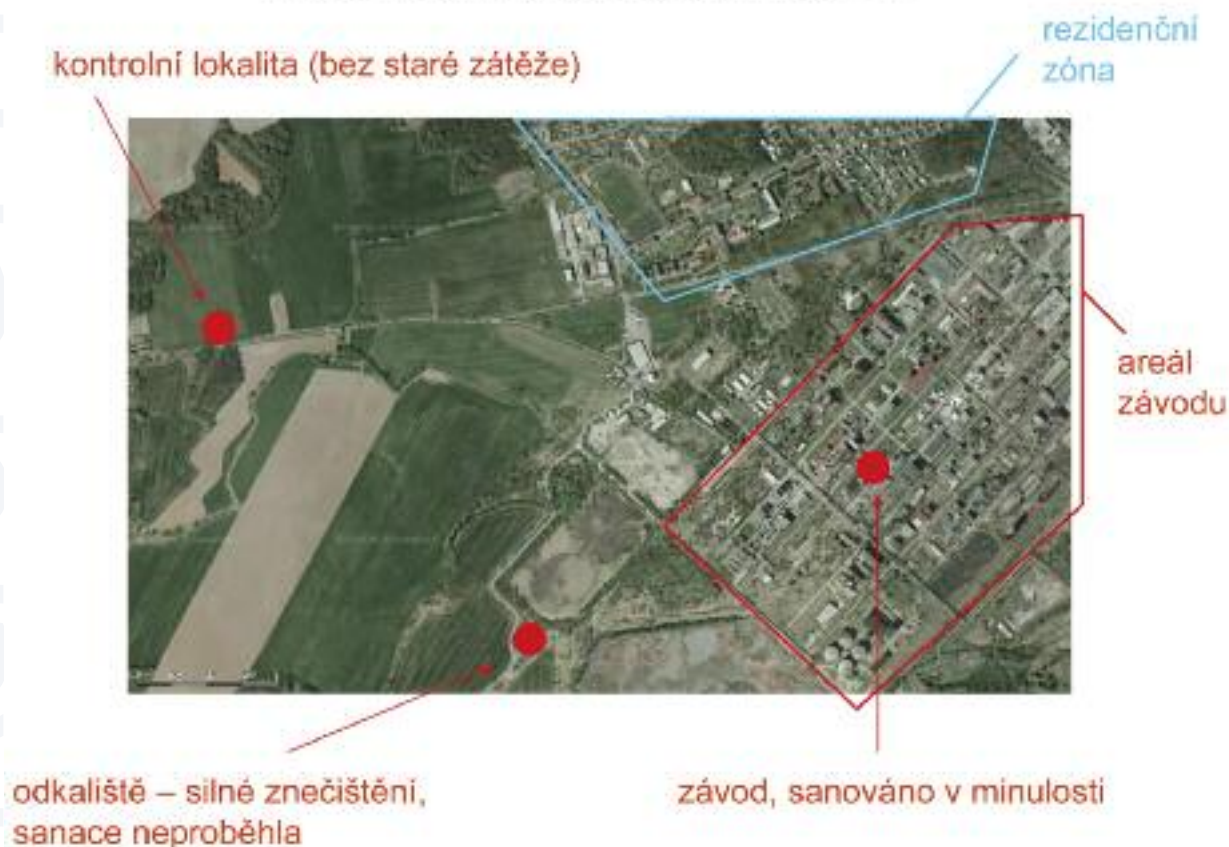 kontrolní lokalita (bez staré zátěže)
rezidenční
zóna
areál
závodu
odkaliště – silné znečištění,
sanace neproběhla
závod, sanováno v minulosti